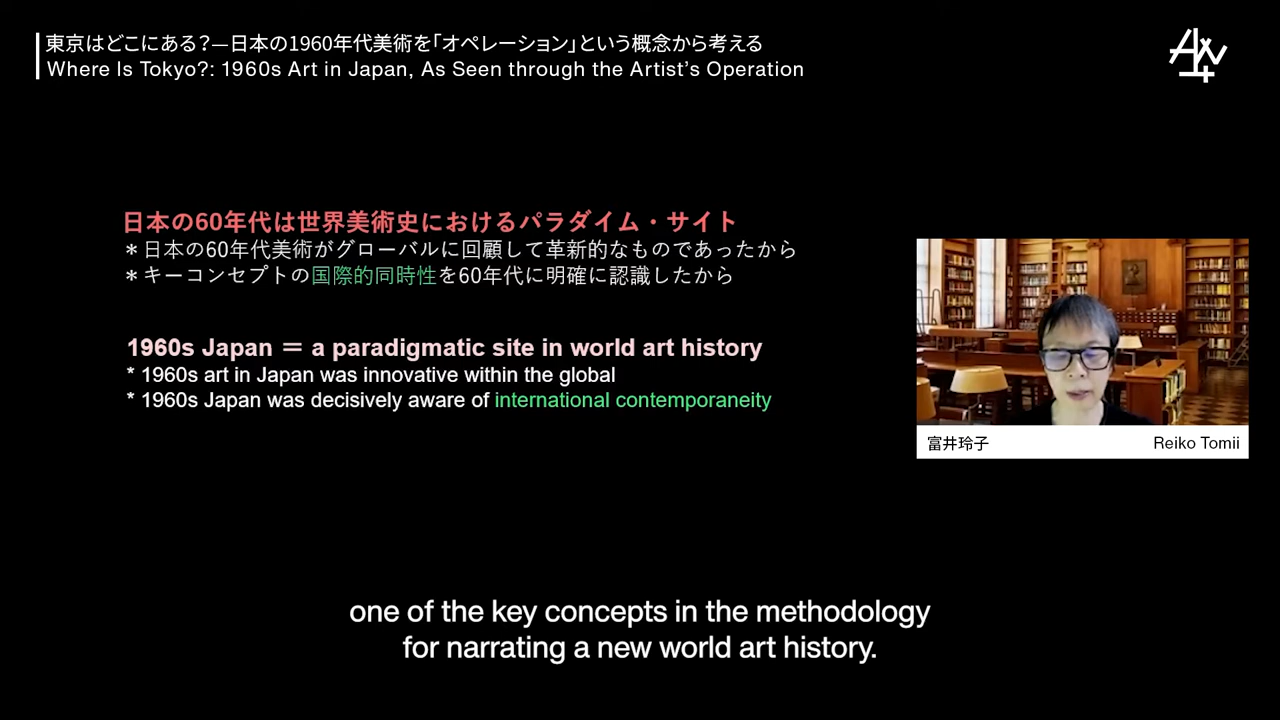 東京はどこにある?—日本の1960年代美術を「オペレーション」という概念から考える
Where Is Tokyo?: 1960s Art in Japan, As Seen through the Artist's Operation
日本の60年代は世界美術史におけるパラダイム・サイト
＊日本の60年代美術がグローバルに回顧して革新的なものであったから
＊キーコンセプトの国際的同時性を60年代に明確に認識したから
1960s Japan ＝ a paradigmatic site in world art history
* 1960s art in Japan was innovative within the global
* 1960s Japan was decisively aware of international contemporaneity
富井玲子 Reiko Tomii
one of the key concepts in the methodology
for narrating a new world art history.